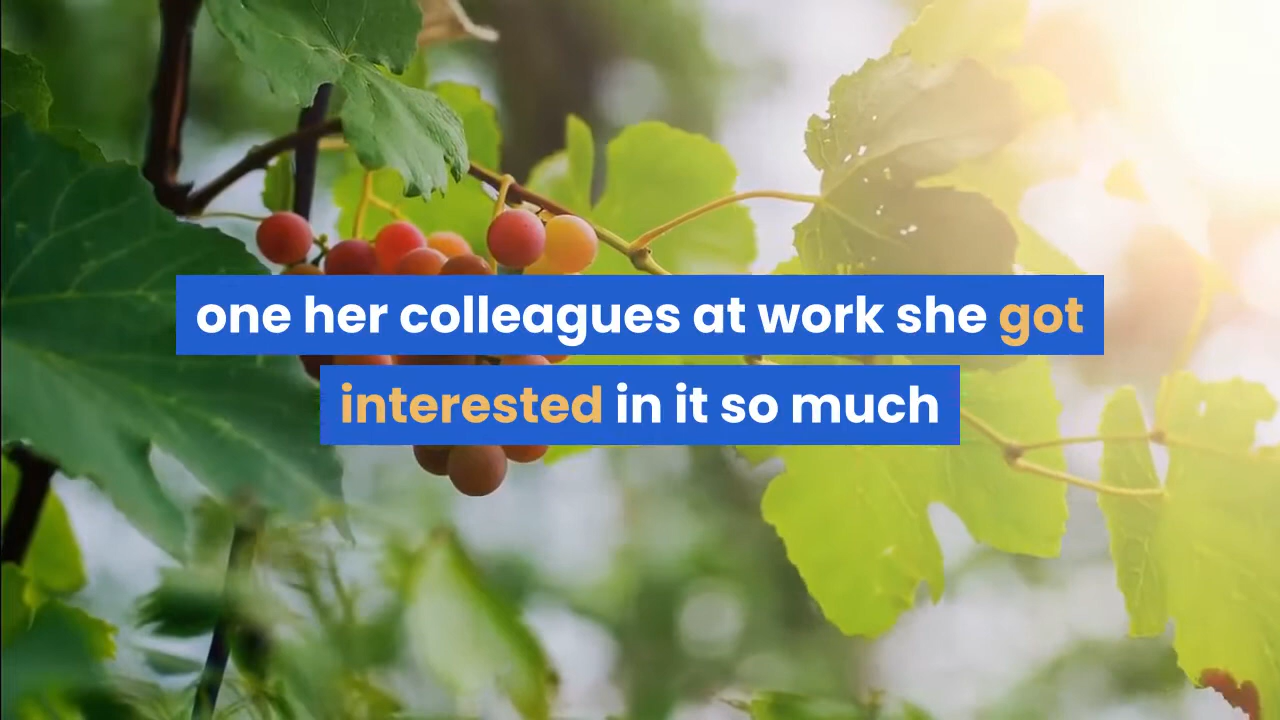 one her colleagues at work she got
interested in it so much